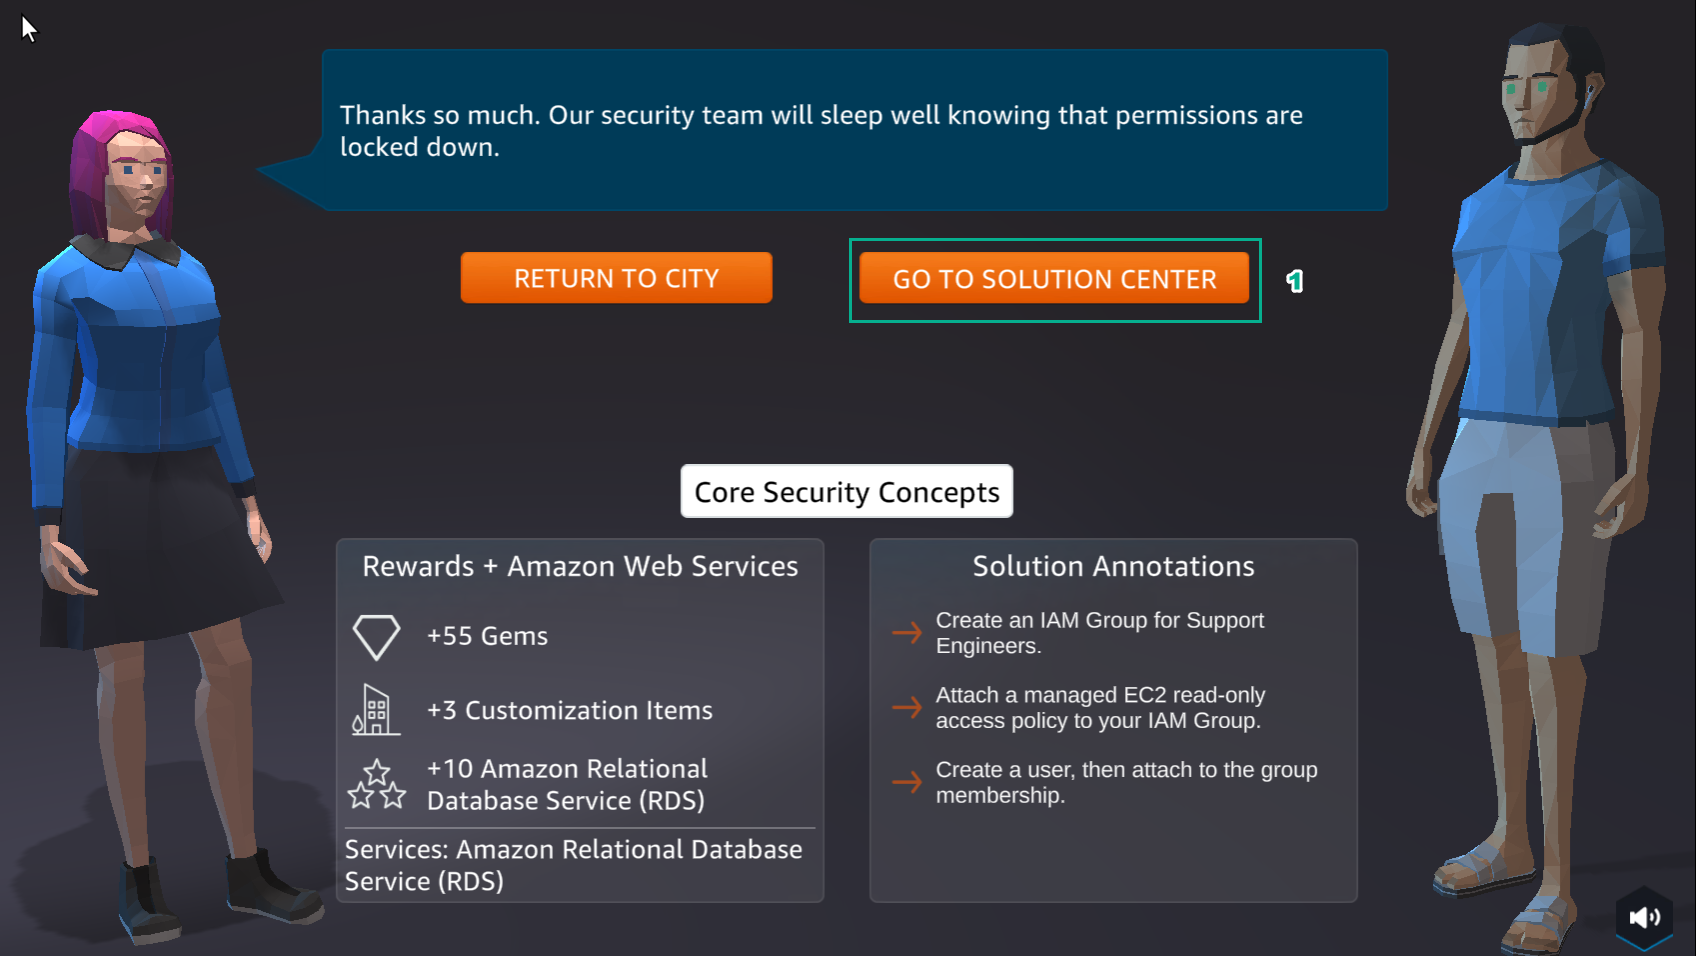 Thanks so much. Our security team will sleep well knowing that permissions are
locked down.
RETURN TO CITY
GO TO SOLUTION CENTER
1
Core Security Concepts
Rewards + Amazon Web Services
+55 Gems
+3 Customization Items
+10 Amazon Relational
Database Service (RDS)
Services: Amazon Relational Database
Service (RDS)
Solution Annotations
Create an IAM Group for Support
Engineers.
Attach a managed EC2 read-only
access policy to your IAM Group.
Create a user, then attach to the group
membership.